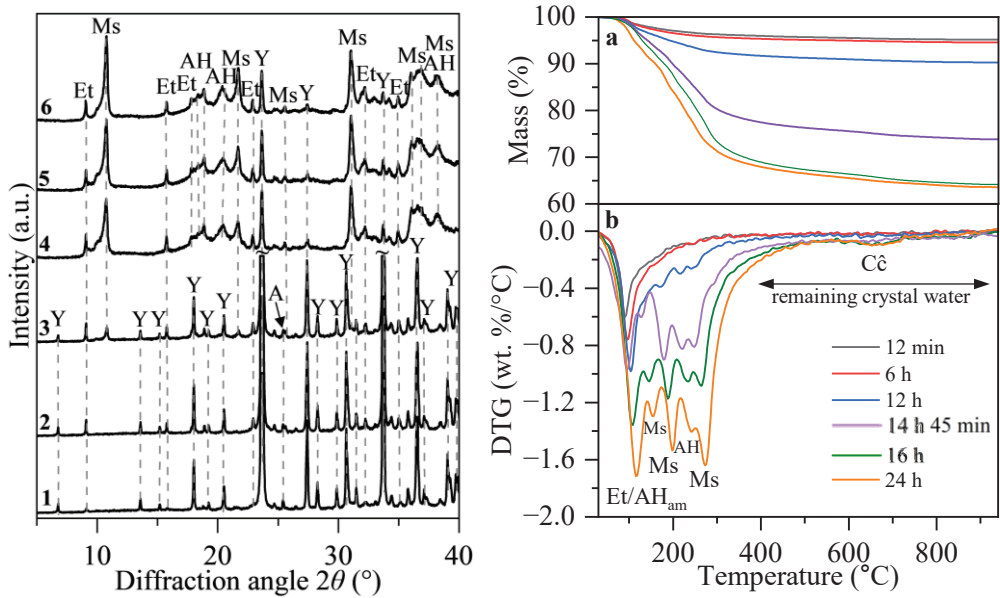 Ms
Et
Et
Et
AH
AH
Ms
Y
Et
Ms
Y
Ms
Et
Y
Et
Ms
Ms
AH
6
5
4
3
2
1
Y
Y
Y
Y
Y
Y
A
Y
Y
Y
Y
Y
Y
~
~
10
20
30
40
Intensity (a.u.)
Diffraction angle 2θ (°)
a
100
90
80
70
60
Mass (%)
b
0.0
−0.4
−0.8
−1.2
−1.6
−2.0
DTG (wt. %/°C)
Cĉ
remaining crystal water
12 min
6 h
12 h
14 h 45 min
16 h
24 h
Ms
Ms
AH
Ms
Et/AHam
200
400
600
800
Temperature (°C)